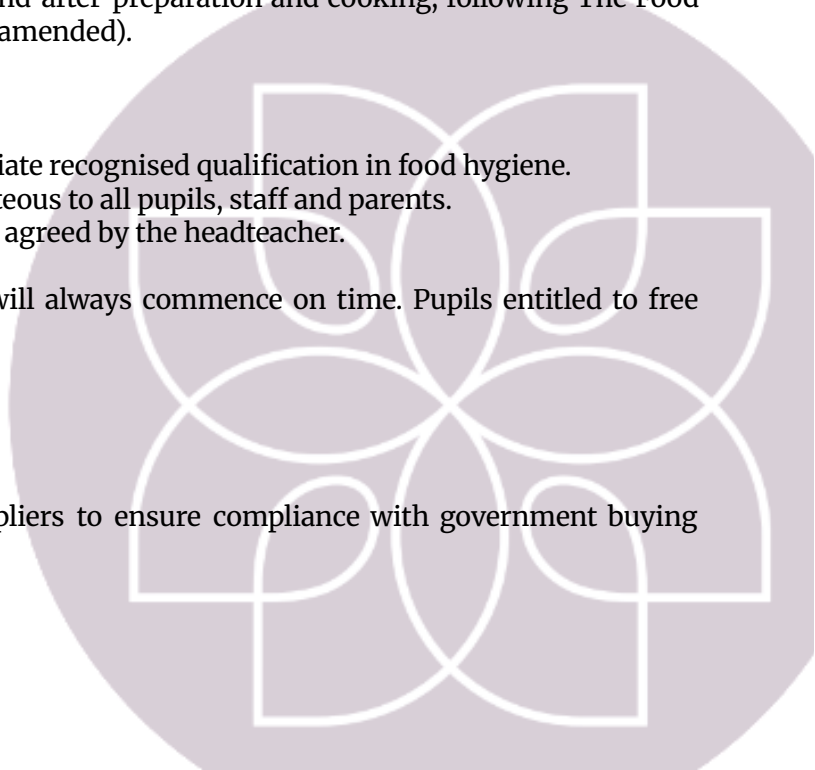 nd after preparation and cooking, following The Food
amended).
iate recognised qualification in food hygiene.
teous to all pupils, staff and parents.
agreed by the headteacher.
will always commence on time. Pupils entitled to free
pliers to ensure compliance with government buying